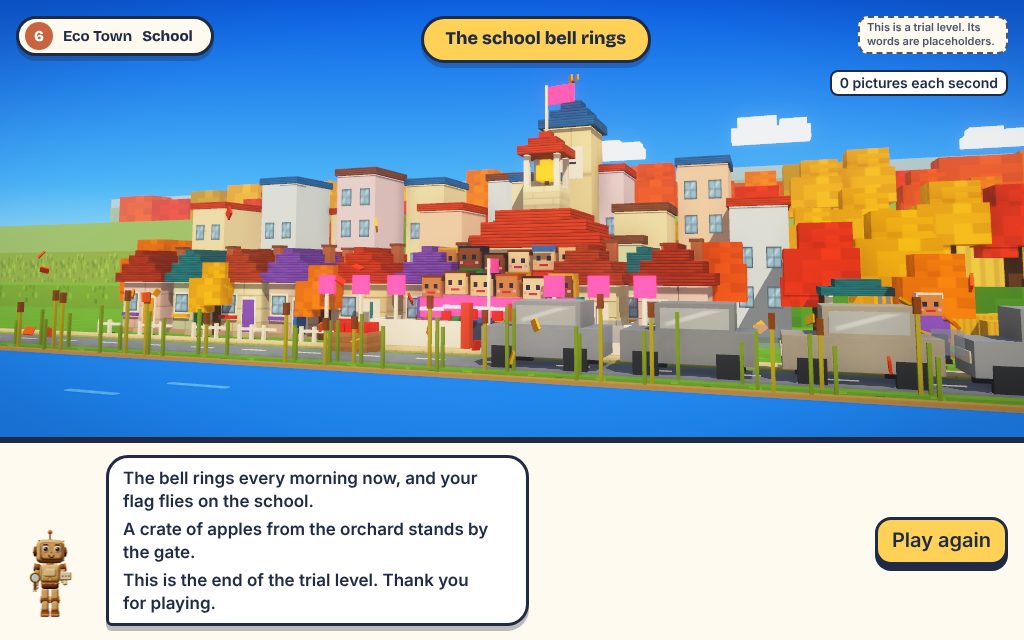 6 Eco Town School
The school bell rings
This is a trial level. Its
words are placeholders.
0 pictures each second
The bell rings every morning now, and your
flag flies on the school.
A crate of apples from the orchard stands by
the gate.
This is the end of the trial level. Thank you
for playing.
Play again